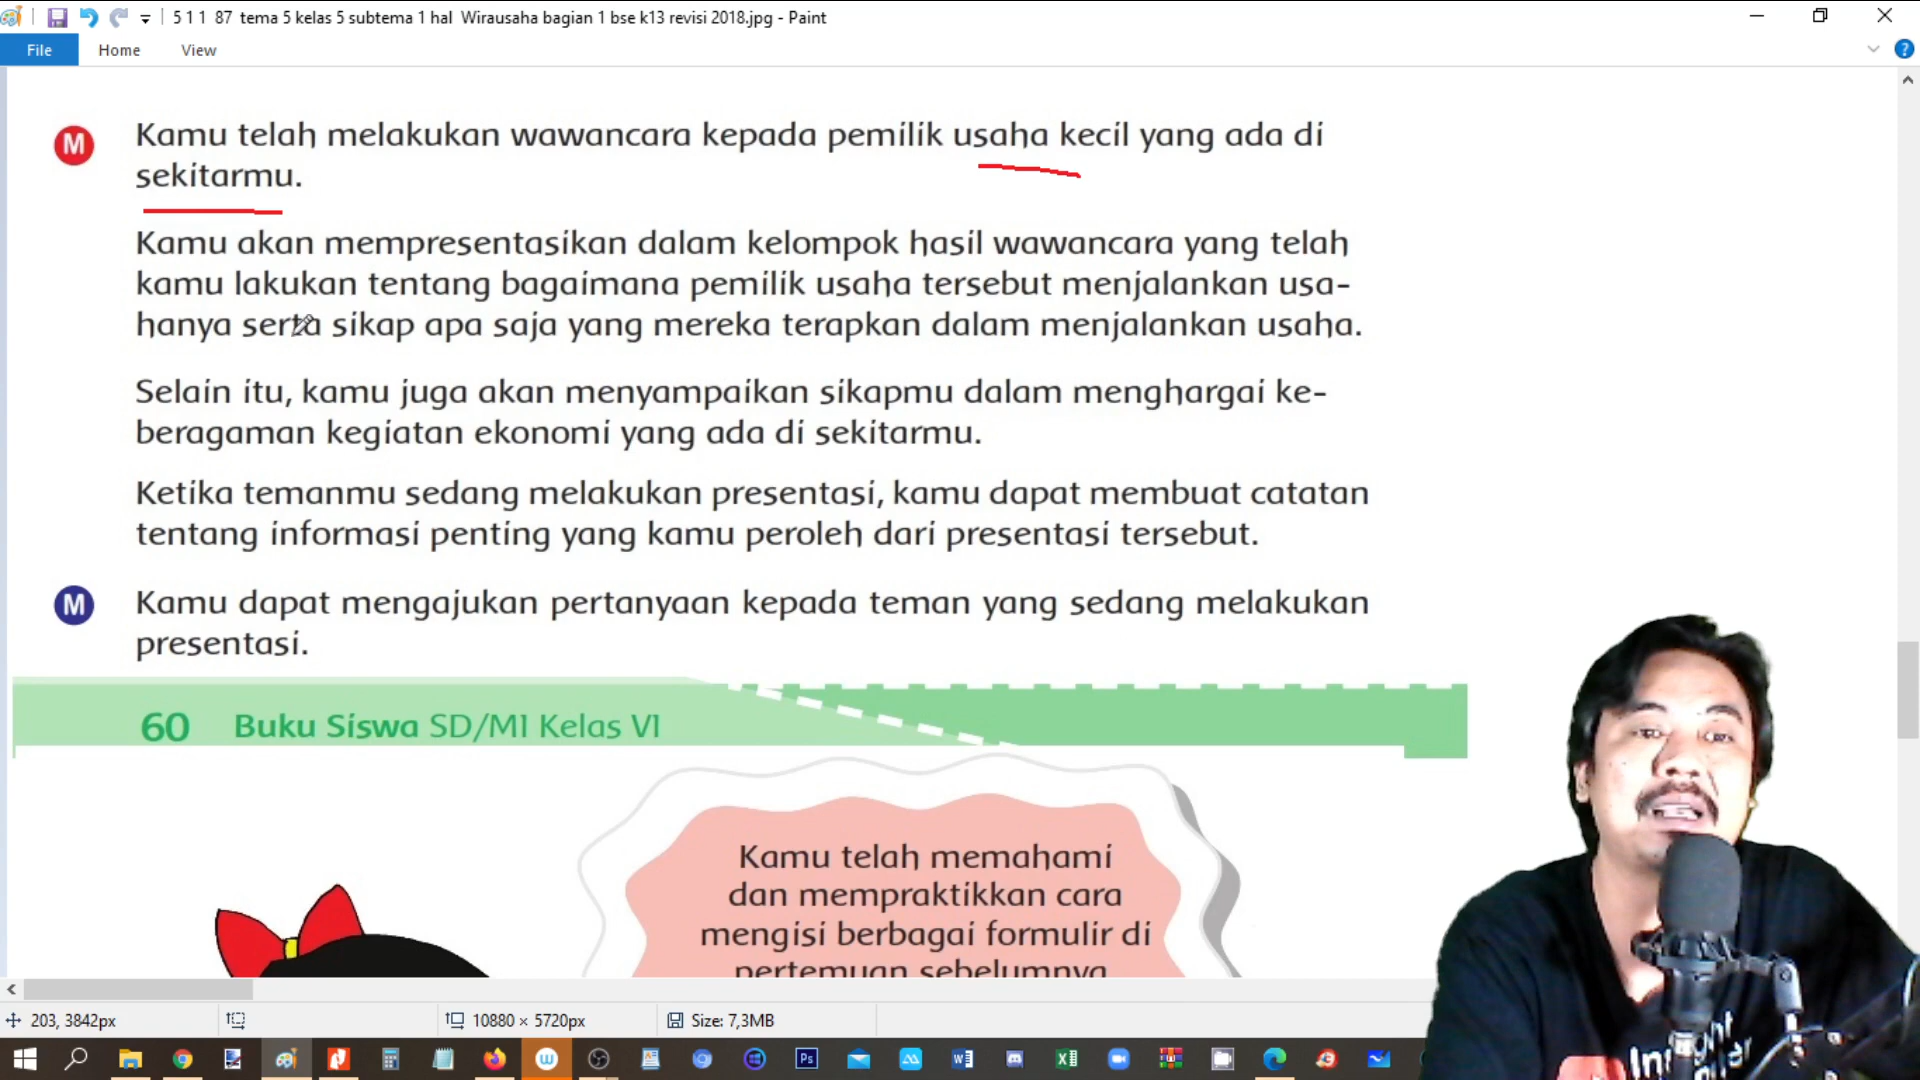 5 1 1 87 tema 5 kelas 5 subtema 1 hal Wirausaha bagian 1 bse k13 revisi 2018.jpg - Paint
File Home View
M
Kamu telah melakukan wawancara kepada pemilik usaha kecil yang ada di
sekitarmu.
Kamu akan mempresentasikan dalam kelompok hasil wawancara yang telah
kamu lakukan tentang bagaimana pemilik usaha tersebut menjalankan usa-
hanya serta sikap apa saja yang mereka terapkan dalam menjalankan usaha.
Selain itu, kamu juga akan menyampaikan sikapmu dalam menghargai ke-
beragaman kegiatan ekonomi yang ada di sekitarmu.
Ketika temanmu sedang melakukan presentasi, kamu dapat membuat catatan
tentang informasi penting yang kamu peroleh dari presentasi tersebut.
M
Kamu dapat mengajukan pertanyaan kepada teman yang sedang melakukan
presentasi.
60 Buku Siswa SD/MI Kelas VI
Kamu telah memahami
dan mempraktikkan cara
mengisi berbagai formulir di
pertemuan sebelumnya
203, 3842px
10880 × 5720px
Size: 7,3MB
Ps